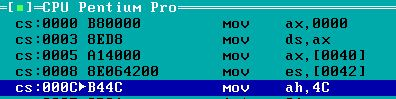 [■]=CPU Pentium Pro
cs:0000 B80000 mov ax,0000
cs:0003 8ED8 mov ds,ax
cs:0005 A14000 mov ax,[0040]
cs:0008 8E064200 mov es,[0042]
cs:000C►B44C mov ah,4C